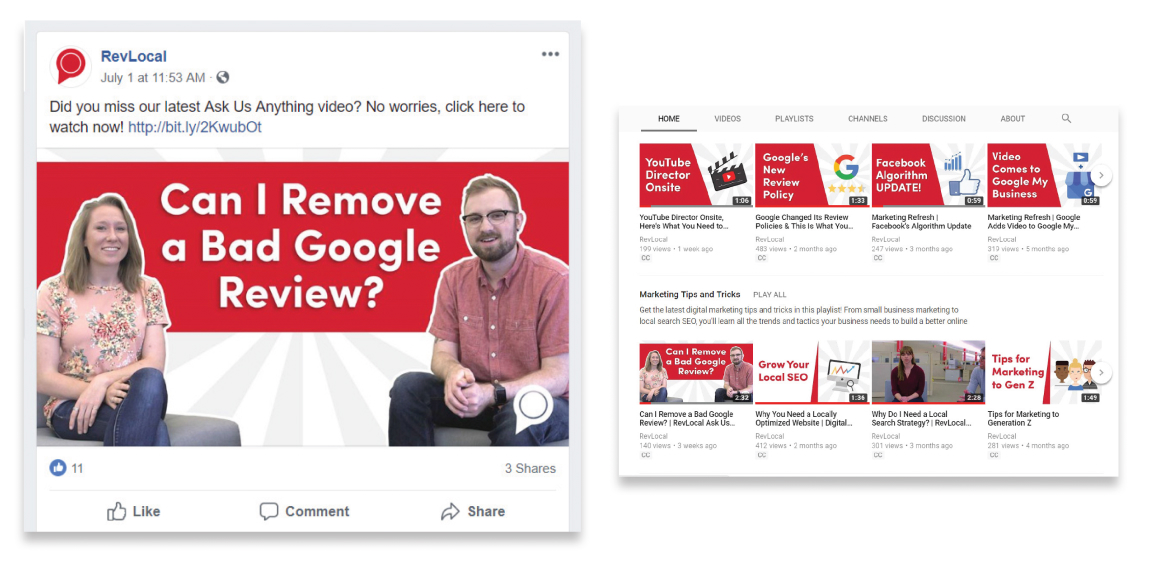 RevLocal
July 1 at 11:53 AM ·
Did you miss our latest Ask Us Anything video? No worries, click here to
watch now! http://bit.ly/2KwubOt
Can I Remove
a Bad Google
Review?
11
3 Shares
Like
Comment
Share
HOME
VIDEOS
PLAYLISTS
CHANNELS
DISCUSSION
ABOUT
YouTube
Director
Onsite
1:06
Google's
New
Review
Policy
1:33
Facebook
Algorithm
UPDATE!
0:59
Video
Comes to
Google My
Business
G
0:59
YouTube Director Onsite,
Here's What You Need to...
RevLocal
199 views • 1 week ago
CC
Google Changed Its Review
Policies & This Is What You...
RevLocal
483 views • 2 months ago
CC
Marketing Refresh |
Facebook's Algorithm Update
RevLocal
247 views • 3 months ago
CC
Marketing Refresh | Google
Adds Video to Google My...
RevLocal
319 views • 5 months ago
CC
Marketing Tips and Tricks PLAY ALL
Get the latest digital marketing tips and tricks in this playlist! From small business marketing to
local search SEO, you'll learn all the trends and tactics your business needs to build a better online
Can I Remove
a Bad Google
Review?
2:32
Grow Your
Local SEO
1:36
2:28
Tips for
Marketing
to Gen Z
1:49
Can I Remove a Bad Google
Review? | RevLocal Ask Us...
RevLocal
140 views • 3 weeks ago
CC
Why You Need a Locally
Optimized Website | Digital...
RevLocal
412 views • 2 months ago
CC
Why Do I Need a Local
Search Strategy? | RevLocal...
RevLocal
301 views • 3 months ago
CC
Tips for Marketing to
Generation Z
RevLocal
281 views • 4 months ago
CC